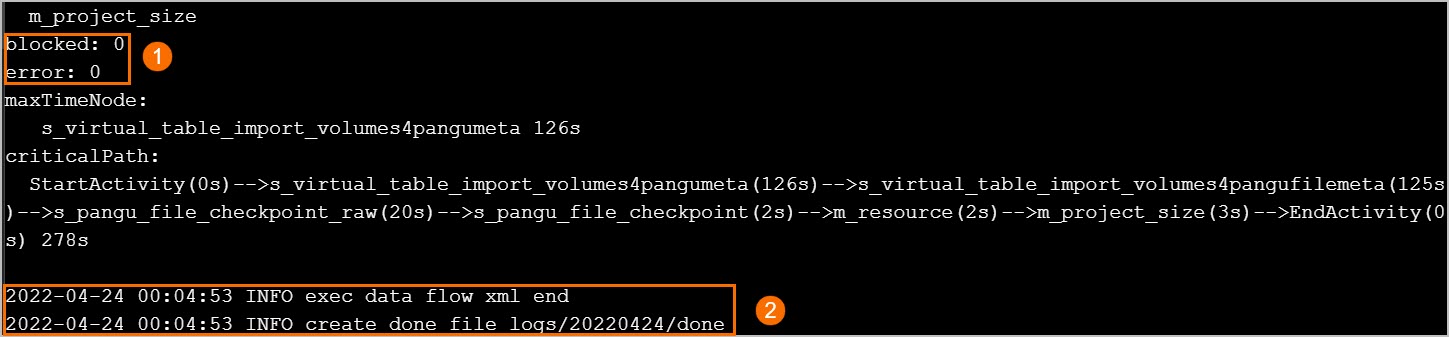 m_project_size
blocked: 0
1
error: 0
maxTimeNode:
s_virtual_table_import_volumes4pangumeta 126s
criticalPath:
StartActivity(0s)-->s_virtual_table_import_volumes4pangumeta(126s)-->s_virtual_table_import_volumes4pangufilemeta(125s
)-->s_pangu_file_checkpoint_raw(20s)-->s_pangu_file_checkpoint(2s)-->m_resource(2s)-->m_project_size(3s)-->EndActivity(0
s) 278s
2022-04-24 00:04:53 INFO exec data flow xml end
2
2022-04-24 00:04:53 INFO create done file logs/20220424/done